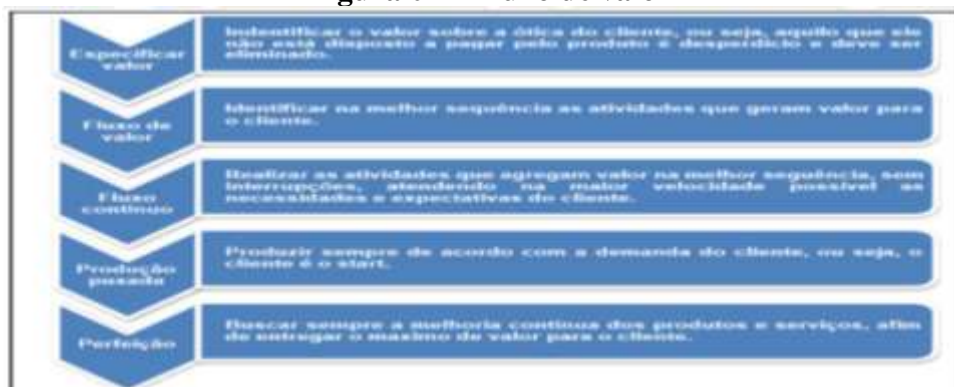 Especificar
valor
Indentificar o valor sobre a ótica do cliente, ou seja, aquilo que ele
não está disposto a pagar pelo produto é desperdício e deve ser
eliminado.
Fluxo de
valor
Identificar na melhor sequência as atividades que geram valor para
o cliente.
Fluxo
contínuo
Realizar as atividades que agregam valor na melhor sequência, sem
interrupções, atendendo na maior velocidade possível as
necessidades e expectativas do cliente.
Produção
puxada
Produzir sempre de acordo com a demanda do cliente, ou seja, o
cliente é o start.
Perfeição
Buscar sempre a melhoria contínua dos produtos e serviços, afim
de entregar o maximo de valor para o cliente.